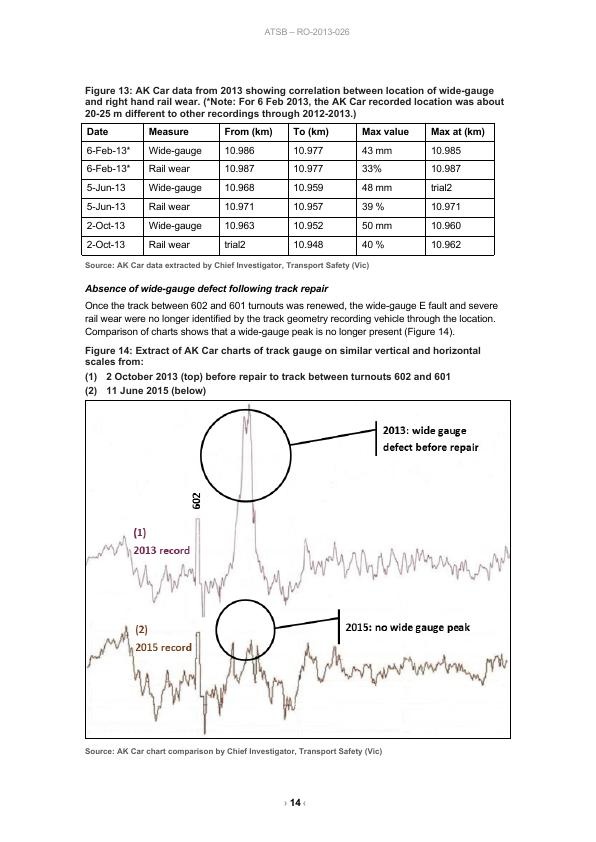 ATSB – RO-2013-026
Figure 13: AK Car data from 2013 showing correlation between location of wide-gauge
and right hand rail wear. (*Note: For 6 Feb 2013, the AK Car recorded location was about
20-25 m different to other recordings through 2012-2013.)
Date Measure From (km) To (km) Max value Max at (km)
6-Feb-13* Wide-gauge 10.986 10.977 43 mm 10.985
6-Feb-13* Rail wear 10.987 10.977 33% 10.987
5-Jun-13 Wide-gauge 10.968 10.959 48 mm trial2
5-Jun-13 Rail wear 10.971 10.957 39 % 10.971
2-Oct-13 Wide-gauge 10.963 10.952 50 mm 10.960
2-Oct-13 Rail wear trial2 10.948 40 % 10.962
Source: AK Car data extracted by Chief Investigator, Transport Safety (Vic)
Absence of wide-gauge defect following track repair
Once the track between 602 and 601 turnouts was renewed, the wide-gauge E fault and severe
rail wear were no longer identified by the track geometry recording vehicle through the location.
Comparison of charts shows that a wide-gauge peak is no longer present (Figure 14).
Figure 14: Extract of AK Car charts of track gauge on similar vertical and horizontal
scales from:
(1) 2 October 2013 (top) before repair to track between turnouts 602 and 601
(2) 11 June 2015 (below)
2013: wide gauge
defect before repair
602
(1)
2013 record
(2)
2015 record
2015: no wide gauge peak
Source: AK Car chart comparison by Chief Investigator, Transport Safety (Vic)
› 14 ‹